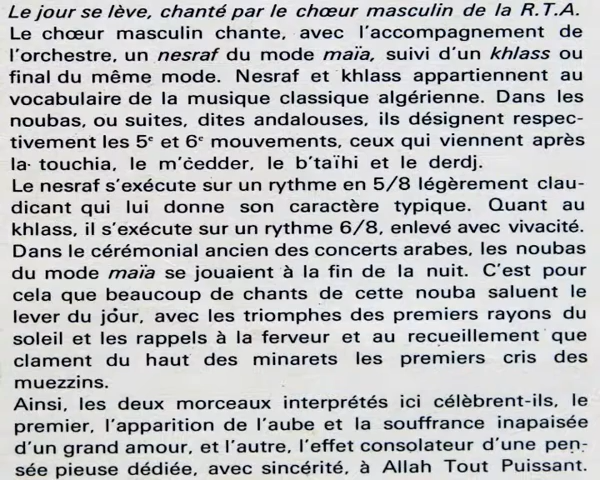 Le jour se lève, chanté par le chœur masculin de la R.T.A.
Le chœur masculin chante, avec l'accompagnement de
l'orchestre, un nesraf du mode maïa, suivi d'un khlass ou
final du même mode. Nesraf et khlass appartiennent au
vocabulaire de la musique classique algérienne. Dans les
noubas, ou suites, dites andalouses, ils désignent respec-
tivement les 5e et 6e mouvements, ceux qui viennent après
la touchia, le m'cedder, le b'taïhi et le derdj.
Le nesraf s'exécute sur un rythme en 5/8 légèrement clau-
dicant qui lui donne son caractère typique. Quant au
khlass, il s'exécute sur un rythme 6/8, enlevé avec vivacité.
Dans le cérémonial ancien des concerts arabes, les noubas
du mode maïa se jouaient à la fin de la nuit. C'est pour
cela que beaucoup de chants de cette nouba saluent le
lever du jour, avec les triomphes des premiers rayons du
soleil et les rappels à la ferveur et au recueillement que
clament du haut des minarets les premiers cris des
muezzins.
Ainsi, les deux morceaux interprétés ici célèbrent-ils, le
premier, l'apparition de l'aube et la souffrance inapaisée
d'un grand amour, et l'autre, l'effet consolateur d'une pen-
sée pieuse dédiée, avec sincérité, à Allah Tout Puissant.